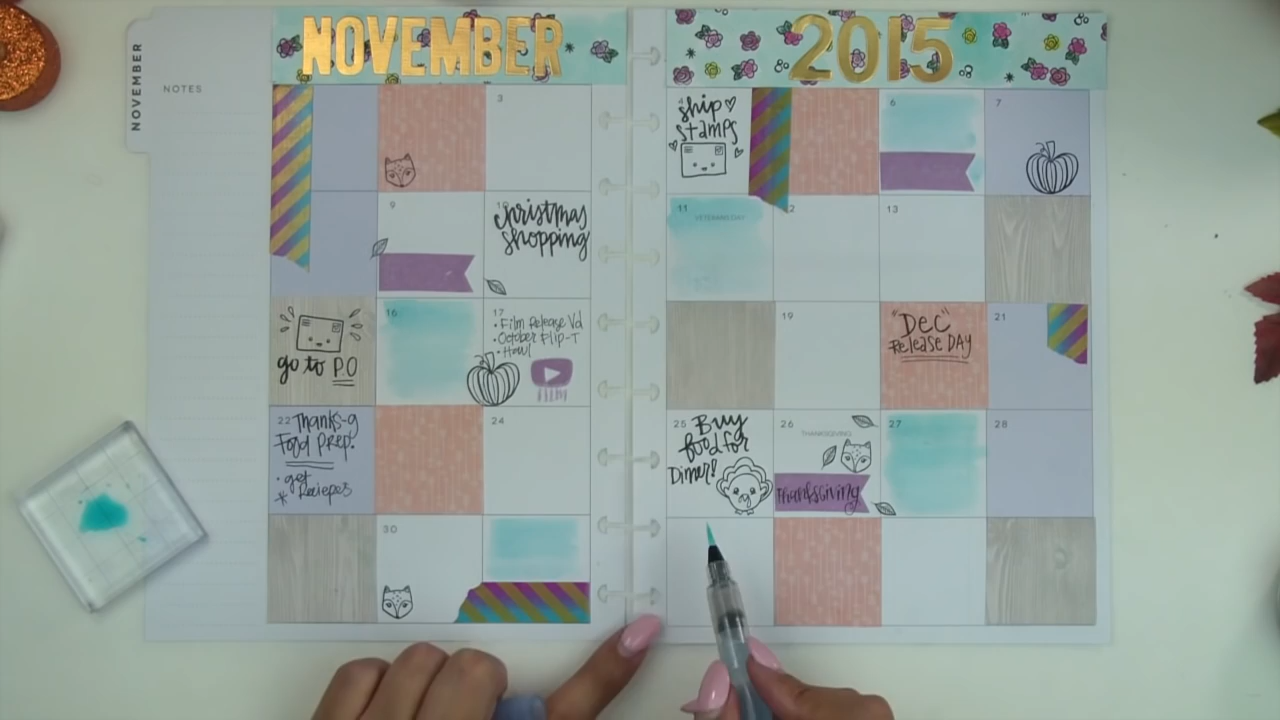 NOVEMBER
2015
NOVEMBER
NOTES
3
4
ship
stamps
6
7
9
10
Christmas
shopping
11
VETERANS DAY
12
13
go to P.O
16
17
• Film Release Vd
• October Flip-T
• Howl
19
"Dec"
Release DAY
21
22
Thanks-g
Food prep.
• get
* Reciepes
24
25
Buy
food for
Diner!
26
THANKSGIVING
thanksgiving
27
28
30